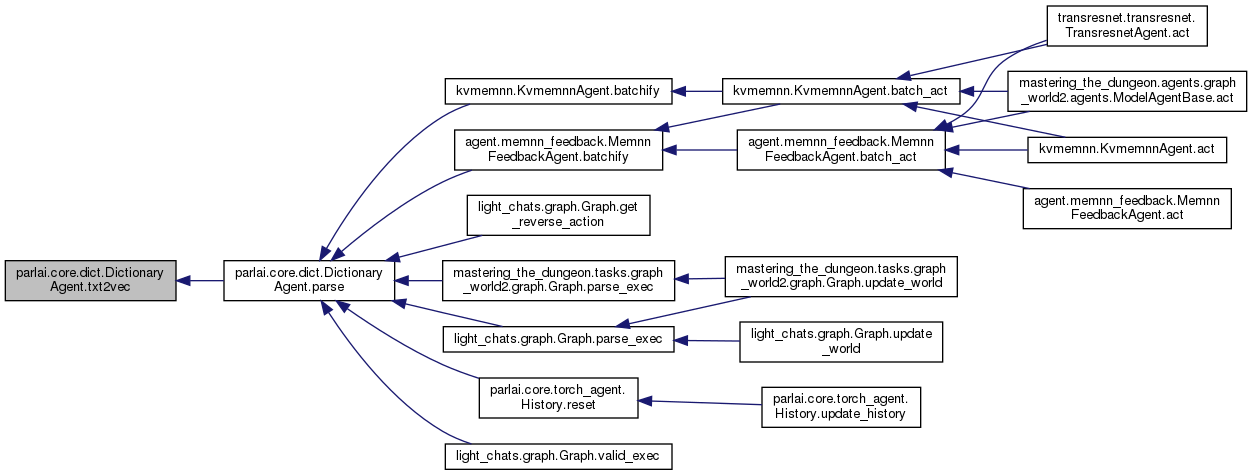 transresnet.transresnet.
TransresnetAgent.act
mastering_the_dungeon.agents.graph
_world2.agents.ModelAgentBase.act
kvmemnn.KvmemnnAgent.batchify
kvmemnn.KvmemnnAgent.batch_act
agent.memnn_feedback.Memnn
FeedbackAgent.batchify
agent.memnn_feedback.Memnn
FeedbackAgent.batch_act
kvmemnn.KvmemnnAgent.act
agent.memnn_feedback.Memnn
FeedbackAgent.act
light_chats.graph.Graph.get
_reverse_action
parlai.core.dict.Dictionary
Agent.txt2vec
parlai.core.dict.Dictionary
Agent.parse
mastering_the_dungeon.tasks.graph
_world2.graph.Graph.parse_exec
mastering_the_dungeon.tasks.graph
_world2.graph.Graph.update_world
light_chats.graph.Graph.parse_exec
light_chats.graph.Graph.update
_world
parlai.core.torch_agent.
History.reset
parlai.core.torch_agent.
History.update_history
light_chats.graph.Graph.valid_exec